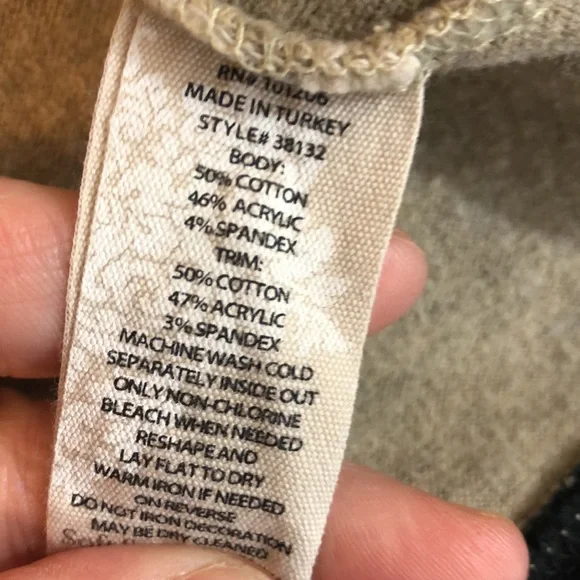 RN# 101206
MADE IN TURKEY
STYLE# 38132
BODY:
50% COTTON
46% ACRYLIC
4% SPANDEX
TRIM:
50% COTTON
47% ACRYLIC
3% SPANDEX
MACHINE WASH COLD
SEPARATELY INSIDE OUT
ONLY NON-CHLORINE
BLEACH WHEN NEEDED
RESHAPE AND
LAY FLAT TO DRY
WARM IRON IF NEEDED
ON REVERSE
DO NOT IRON DECORATION
MAY BE DRY CLEANED